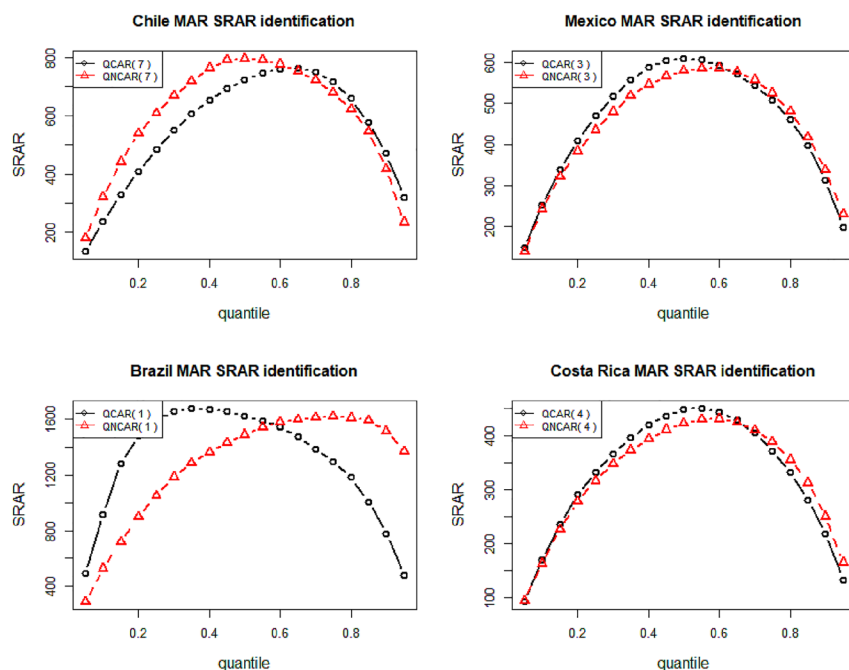 Chile MAR SRAR identification
QCAR( 7 )
QNCAR( 7 )
SRAR
200 400 600 800
0.2 0.4 0.6 0.8
quantile
Mexico MAR SRAR identification
QCAR( 3 )
QNCAR( 3 )
SRAR
200 300 400 500 600
0.2 0.4 0.6 0.8
quantile
Brazil MAR SRAR identification
QCAR( 1 )
QNCAR( 1 )
SRAR
400 800 1200 1600
0.2 0.4 0.6 0.8
quantile
Costa Rica MAR SRAR identification
QCAR( 4 )
QNCAR( 4 )
SRAR
100 200 300 400
0.2 0.4 0.6 0.8
quantile